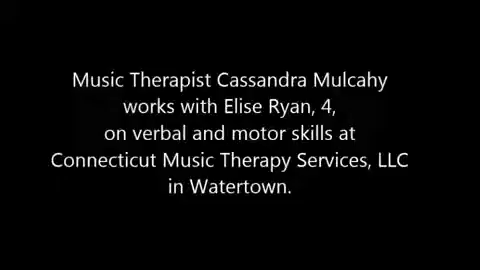 Music Therapist Cassandra Mulcahy
works with Elise Ryan, 4,
on verbal and motor skills at
Connecticut Music Therapy Services, LLC
in Watertown.